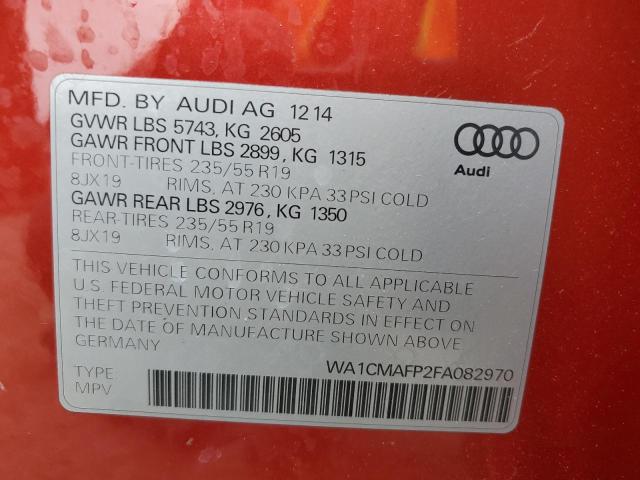 MFD. BY AUDI AG 12 14
GVWR LBS 5743, KG 2605
GAWR FRONT LBS 2899, KG 1315
FRONT-TIRES 235/55 R19
8JX19 RIMS, AT 230 KPA 33 PSI COLD
GAWR REAR LBS 2976, KG 1350
REAR-TIRES 235/55 R19
8JX19 RIMS, AT 230 KPA 33 PSI COLD
Audi
THIS VEHICLE CONFORMS TO ALL APPLICABLE
U.S. FEDERAL MOTOR VEHICLE SAFETY AND
THEFT PREVENTION STANDARDS IN EFFECT ON
THE DATE OF MANUFACTURE SHOWN ABOVE
GERMANY
WA1CMAFP2FA082970
TYPE
MPV